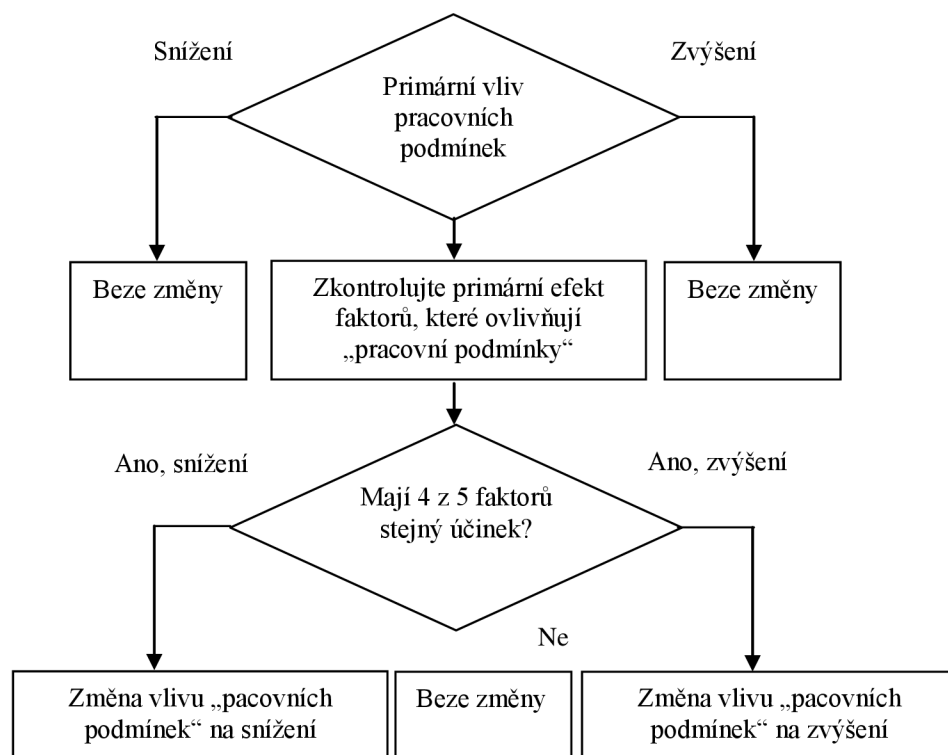 Snížení
Zvýšení
Primární vliv
pracovních
podmínek
Beze změny
Zkontrolujte primární efekt
faktorů, které ovlivňují
„pracovní podmínky“
Beze změny
Ano, snížení
Ano, zvýšení
Mají 4 z 5 faktorů
stejný účinek?
Ne
Změna vlivu „pacovních
podmínek“ na snížení
Beze změny
Změna vlivu „pacovních
podmínek“ na zvýšení